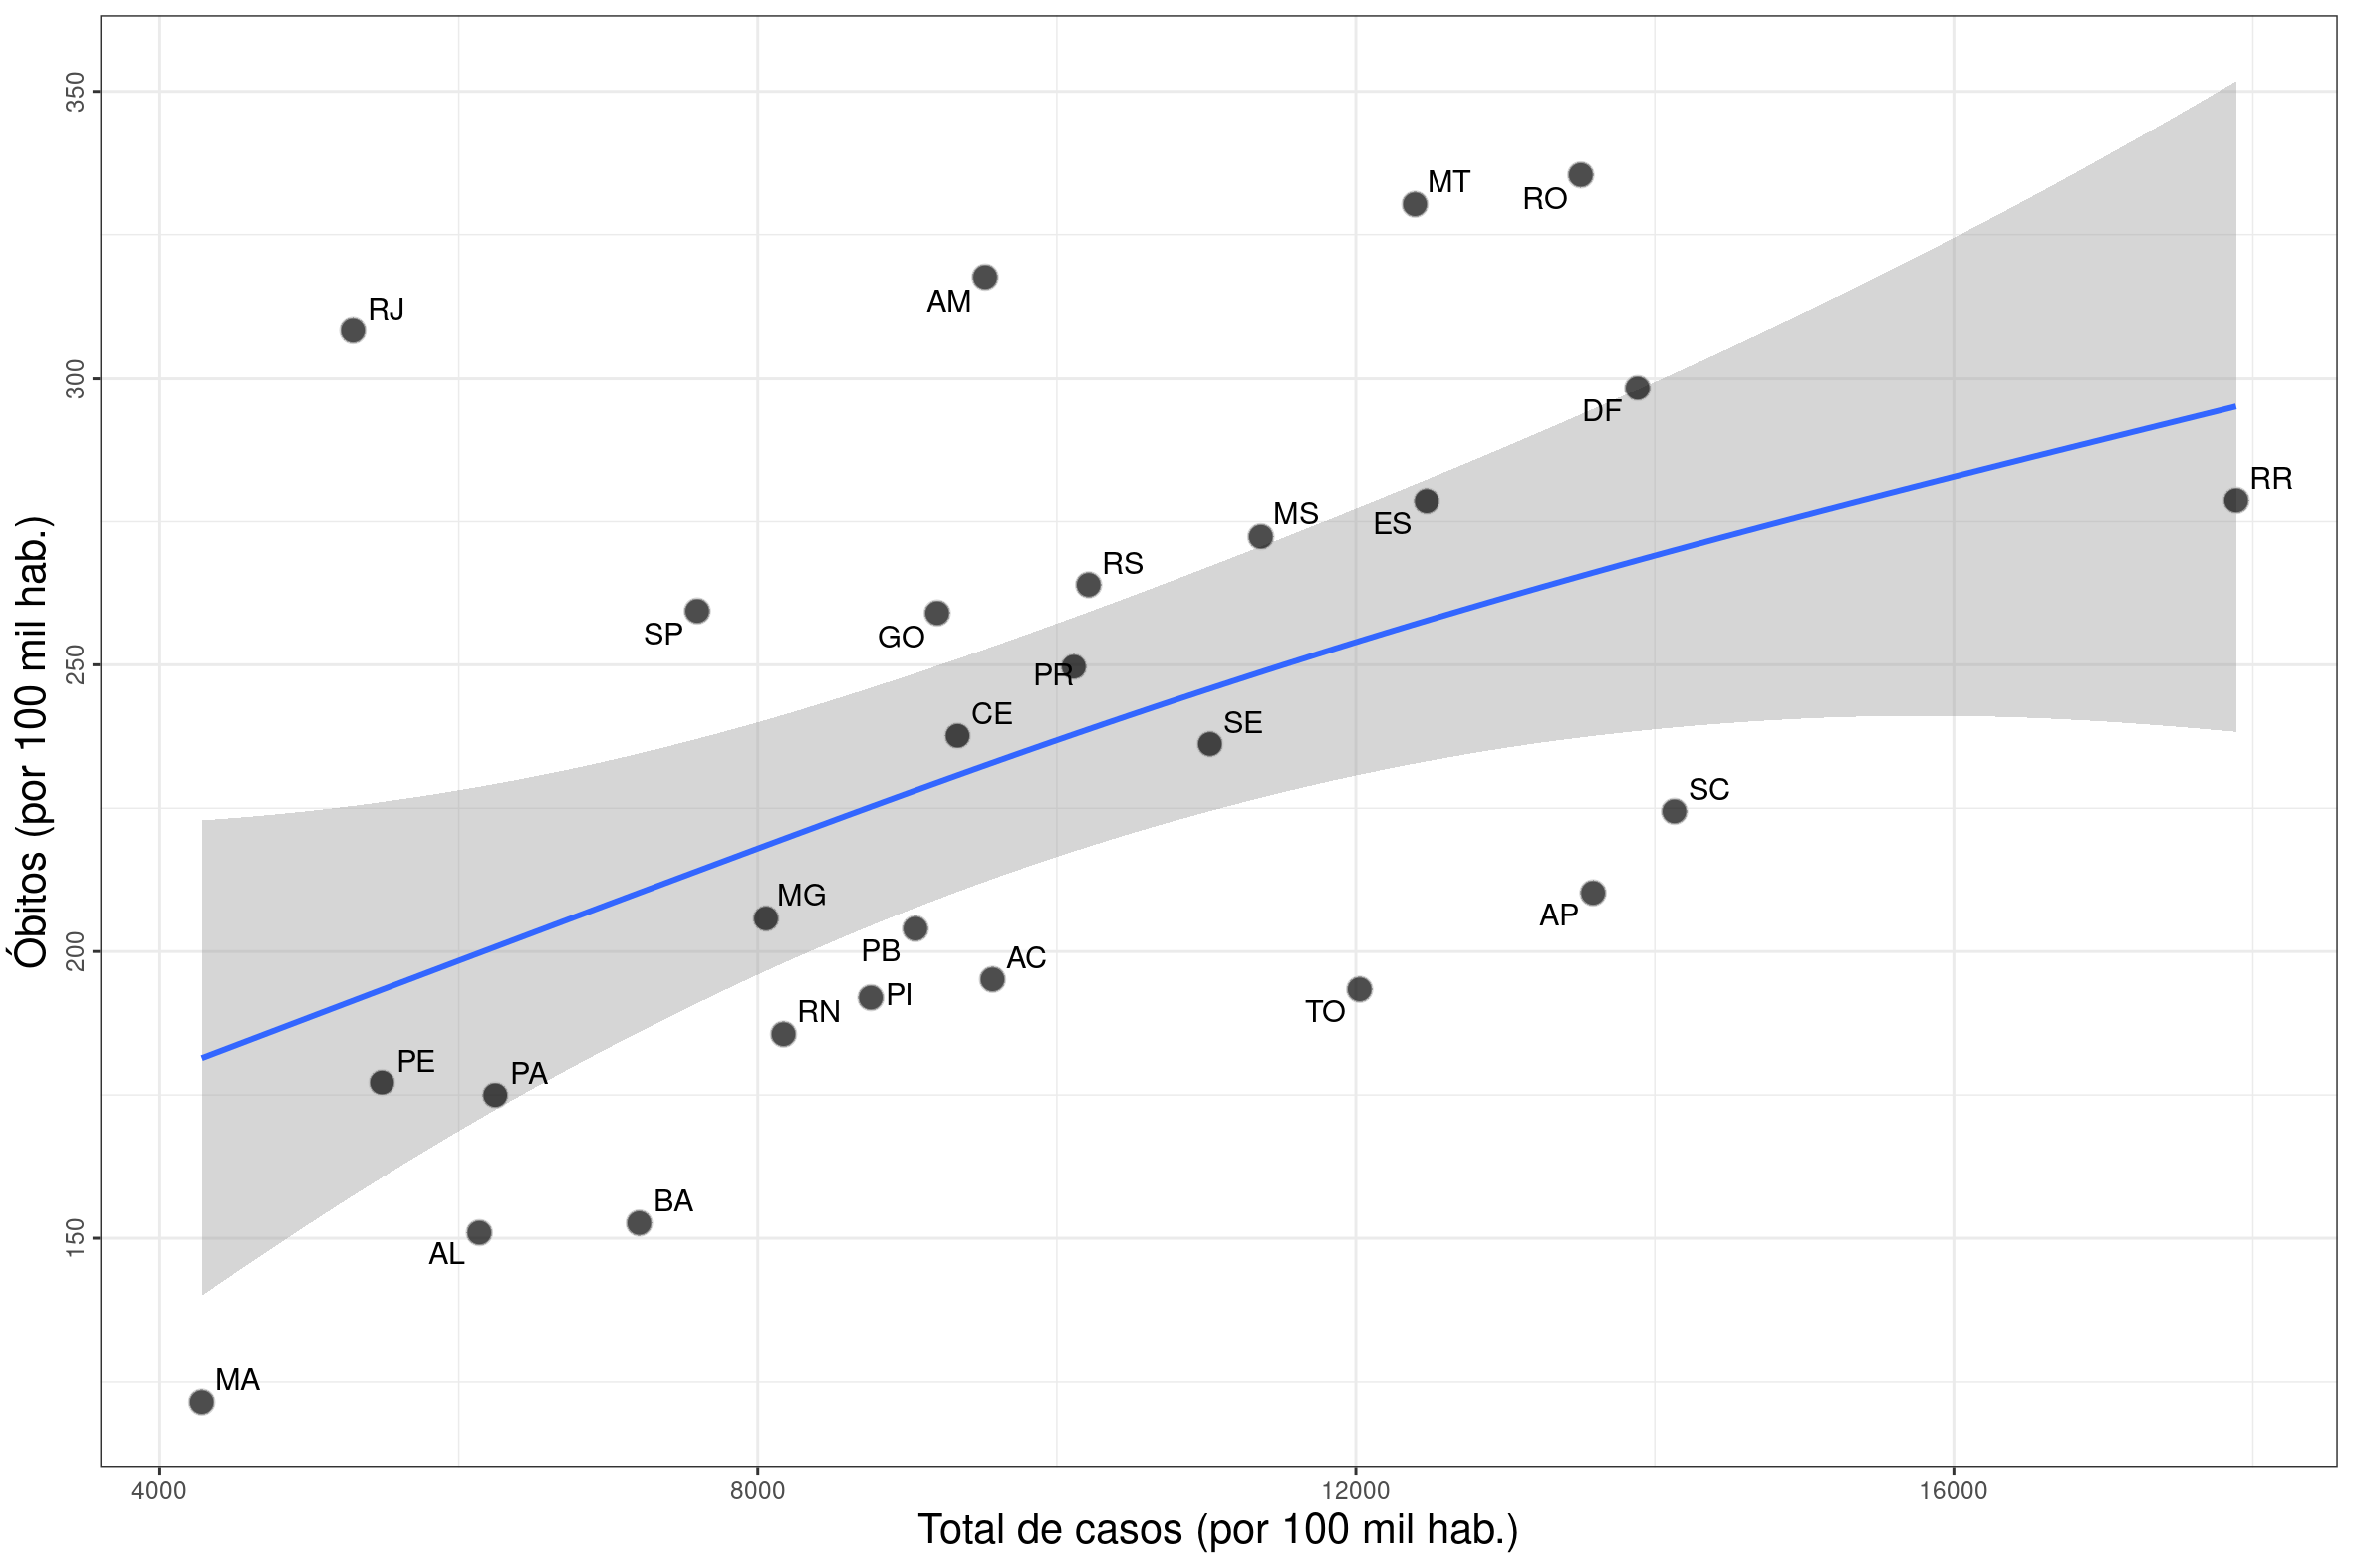 Óbitos (por 100 mil hab.)
350
300
250
200
150
MT
RO
AM
RJ
DF
RR
MS
ES
RS
SP
GO
PR
CE
SE
SC
MG
AP
PB
AC
PI
RN
TO
PE
PA
BA
AL
MA
4000
8000
12000
16000
Total de casos (por 100 mil hab.)